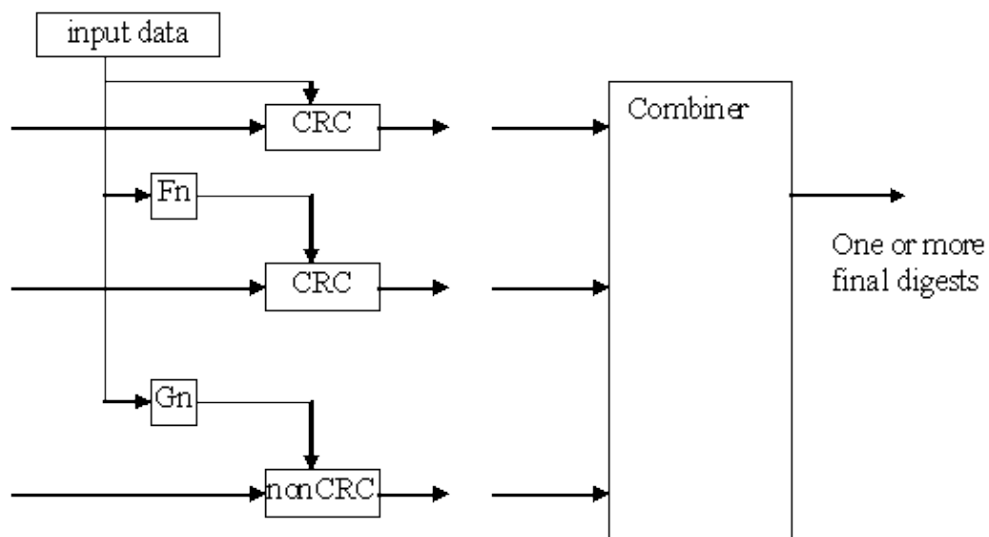 input data
CRC
Combiner
Fn
CRC
One or more
final digests
Gn
nonCRC